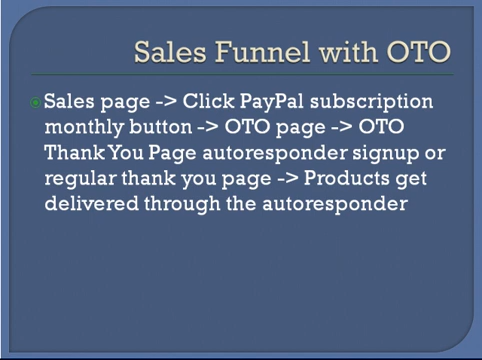 Sales Funnel with OTO
Sales page -> Click PayPal subscription
monthly button -> OTO page -> OTO
Thank You Page autoresponder signup or
regular thank you page -> Products get
delivered through the autoresponder